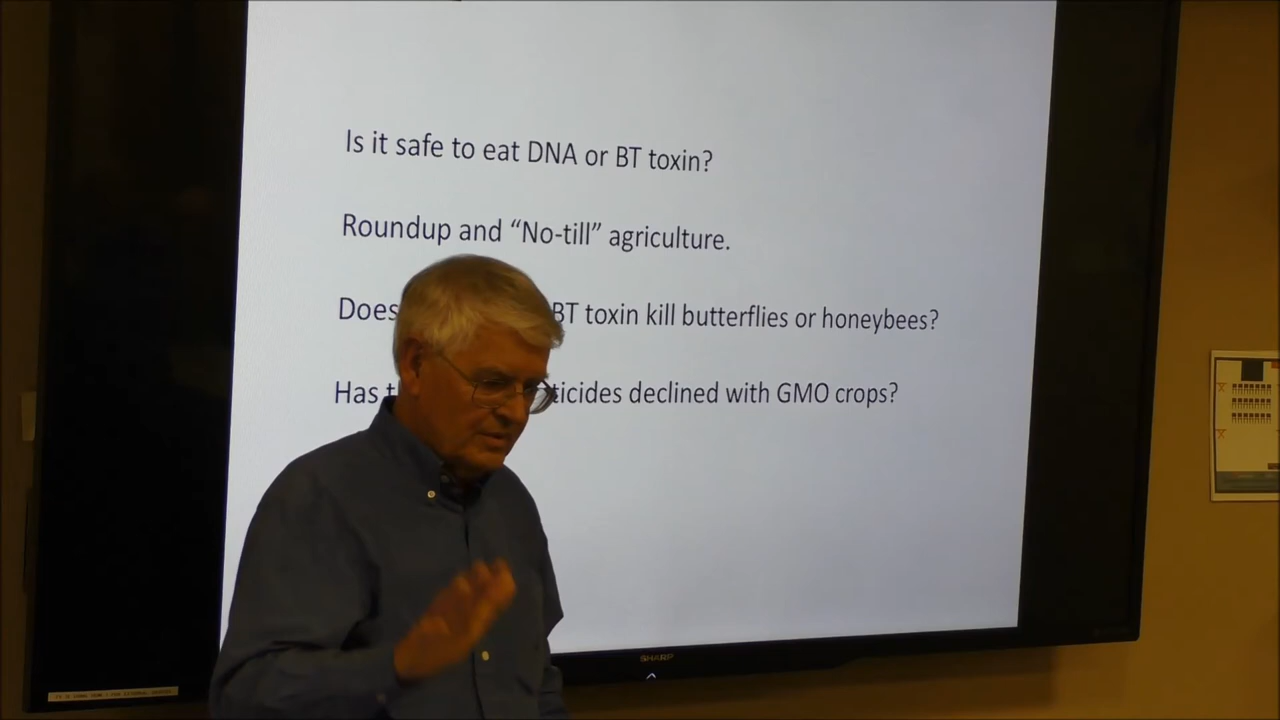 Is it safe to eat DNA or BT toxin?
Roundup and “No-till” agriculture.
Does BT toxin kill butterflies or honeybees?
Has ticides declined with GMO crops?
SHARP